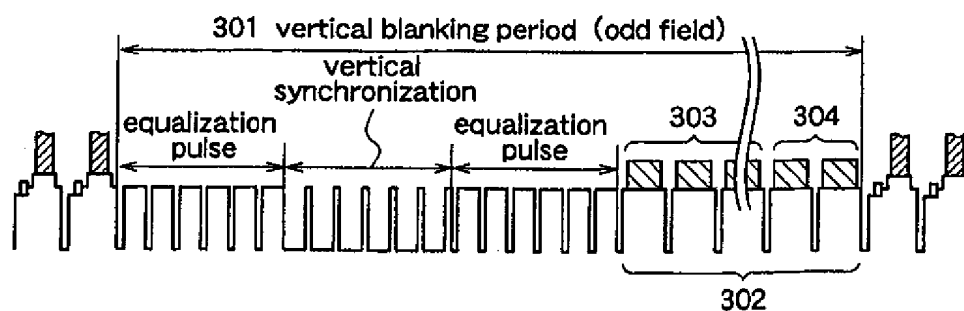 301 vertical blanking period (odd field)
vertical
synchronization
equalization
pulse
equalization
pulse
303
304
302